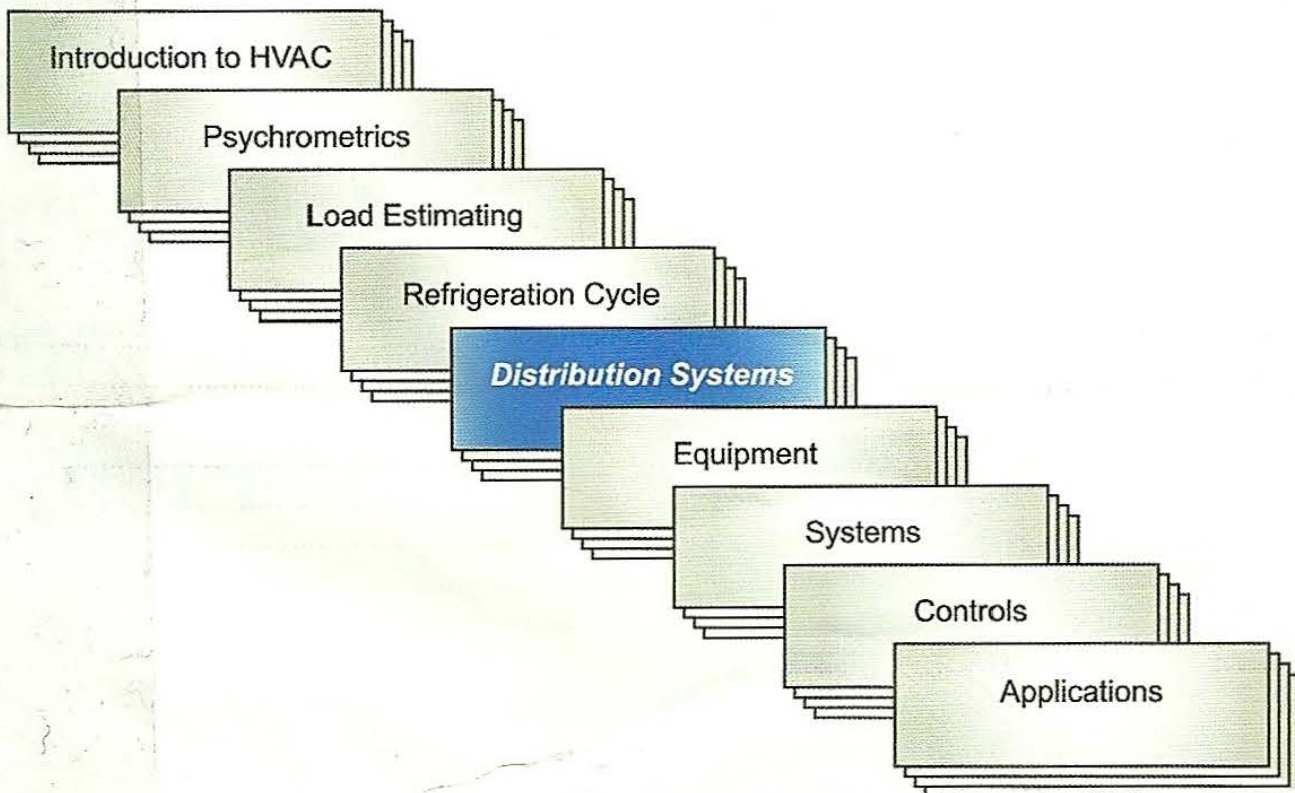 Introduction to HVAC
Psychrometrics
Load Estimating
Refrigeration Cycle
Distribution Systems
Equipment
Systems
Controls
Applications